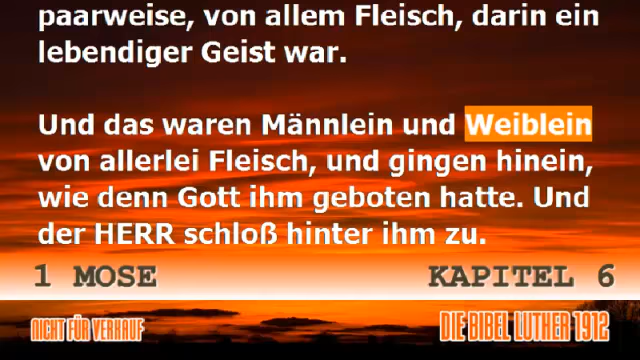 paarweise, von allem Fleisch, darin ein
lebendiger Geist war.
Und das waren Männlein und Weiblein
von allerlei Fleisch, und gingen hinein,
wie denn Gott ihm geboten hatte. Und
der HERR schloß hinter ihm zu.
1 MOSE KAPITEL 6
NICHT FÜR VERKAUF DIE BIBEL LUTHER 1912